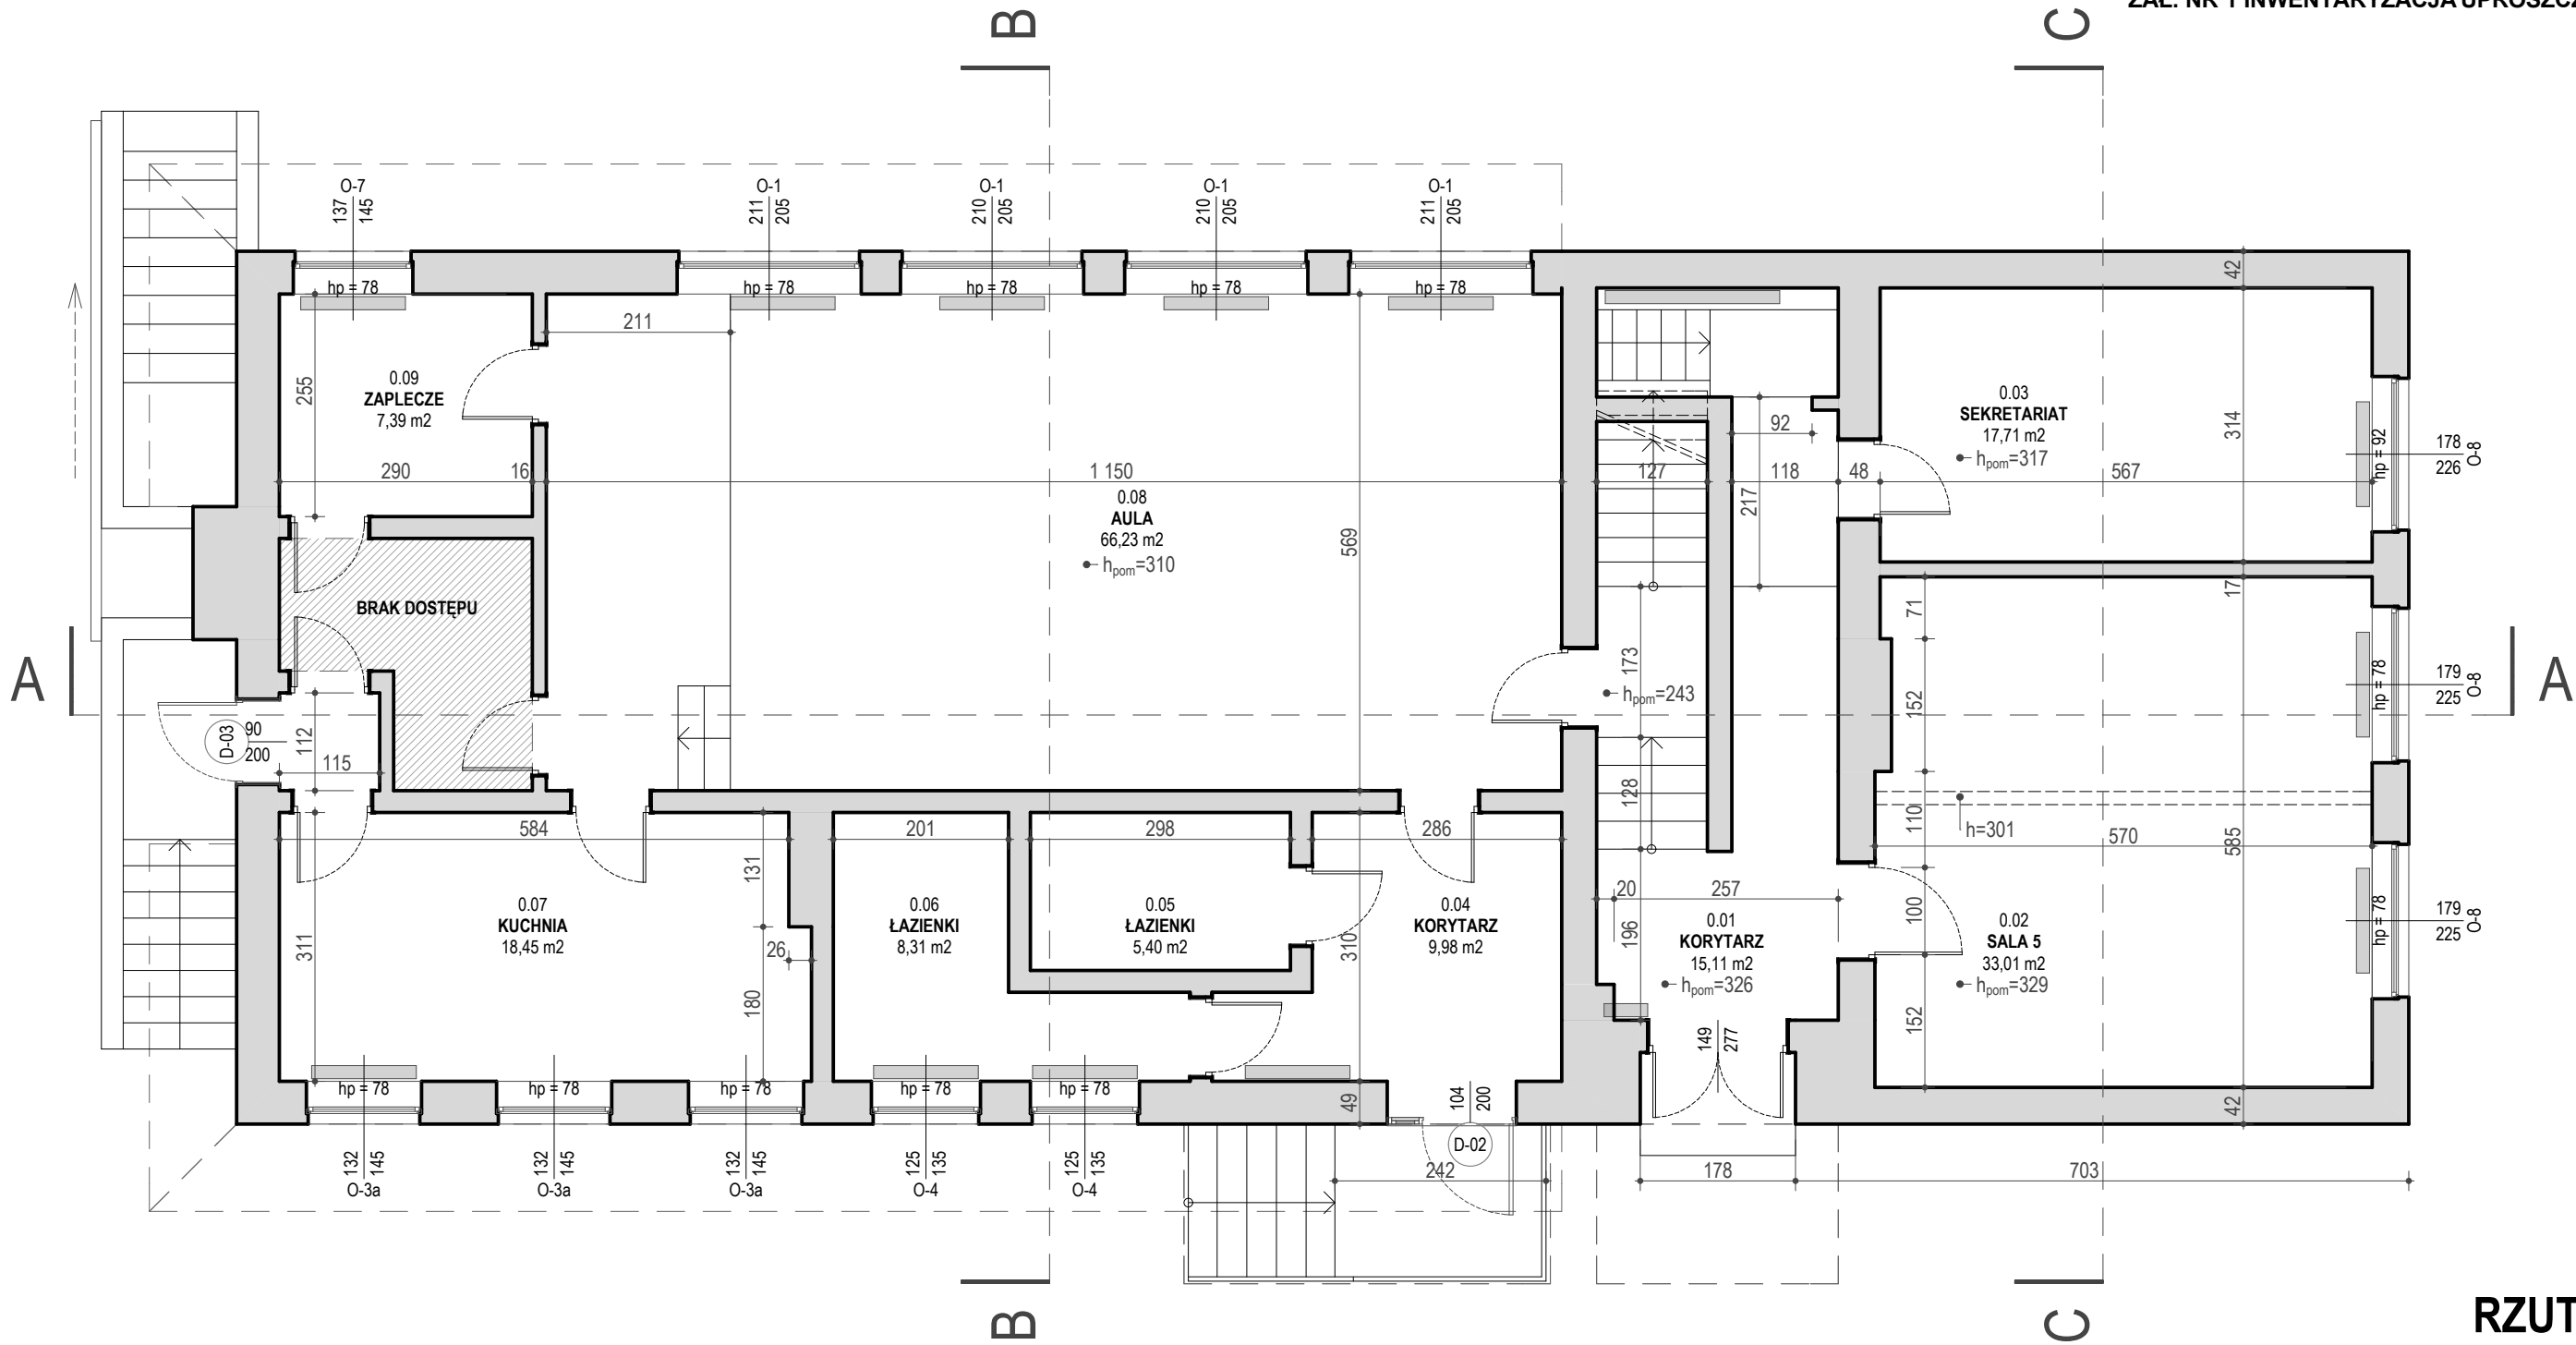 ZAŁ. NR 1 INWENTARYZACJA UPROSZCZ
B
C
O-7
137
145
hp = 78
O-1
211
205
hp = 78
O-1
210
205
hp = 78
O-1
210
205
hp = 78
O-1
211
205
hp = 78
42
211
255
0.09
ZAPLECZE
7,39 m2
290
16
1 150
0.08
AULA
66,23 m2
hpom=310
569
92
127
118
48
217
0.03
SEKRETARIAT
17,71 m2
hpom=317
314
567
hp = 92
178
226
O-8
BRAK DOSTĘPU
17
71
A
A
173
hpom=243
152
hp = 78
179
225
O-8
D-03
90
200
112
115
128
110
h=301
570
585
584
131
201
298
286
0.07
KUCHNIA
18,45 m2
311
26
180
0.06
ŁAZIENKI
8,31 m2
0.05
ŁAZIENKI
5,40 m2
310
0.04
KORYTARZ
9,98 m2
20
257
196
0.01
KORYTARZ
15,11 m2
hpom=326
100
0.02
SALA 5
33,01 m2
hpom=329
152
hp = 78
179
225
O-8
149
277
hp = 78
hp = 78
hp = 78
hp = 78
hp = 78
49
104
200
42
D-02
132
145
O-3a
132
145
O-3a
132
145
O-3a
125
135
O-4
125
135
O-4
242
178
703
B
C
RZUT